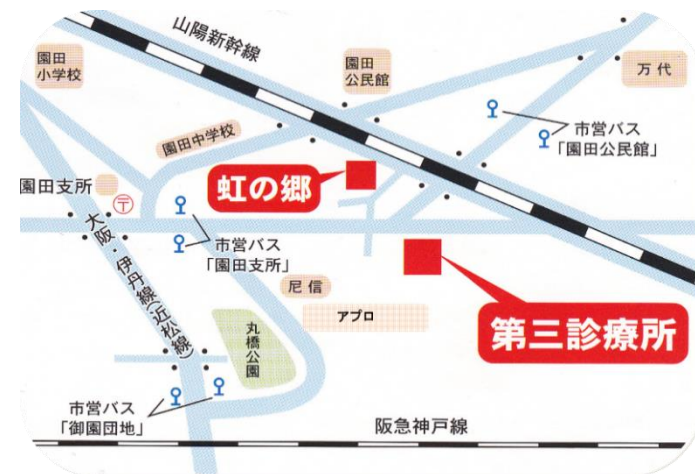 山陽新幹線
園田
小学校
園田
公民館
万代
市営バス
「園田公民館」
園田中学校
虹の郷
園田支所
〒
大阪・伊丹線(近松線)
市営バス
「園田支所」
尼信
アプロ
第三診療所
丸橋公園
市営バス
「御園団地」
阪急神戸線